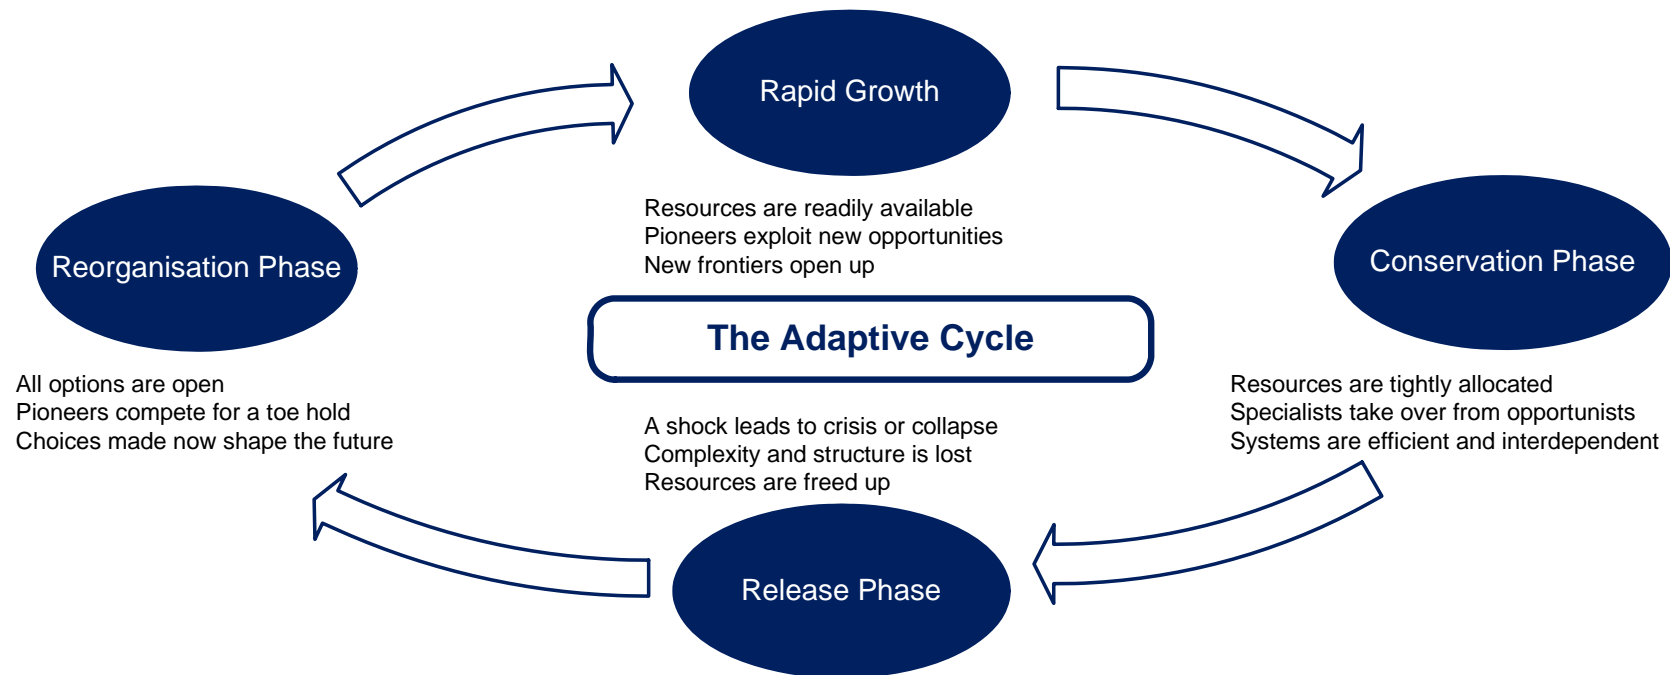 Rapid Growth
Resources are readily available
Pioneers exploit new opportunities
New frontiers open up
Reorganisation Phase
All options are open
Pioneers compete for a toe hold
Choices made now shape the future
The Adaptive Cycle
Conservation Phase
Resources are tightly allocated
Specialists take over from opportunists
Systems are efficient and interdependent
A shock leads to crisis or collapse
Complexity and structure is lost
Resources are freed up
Release Phase